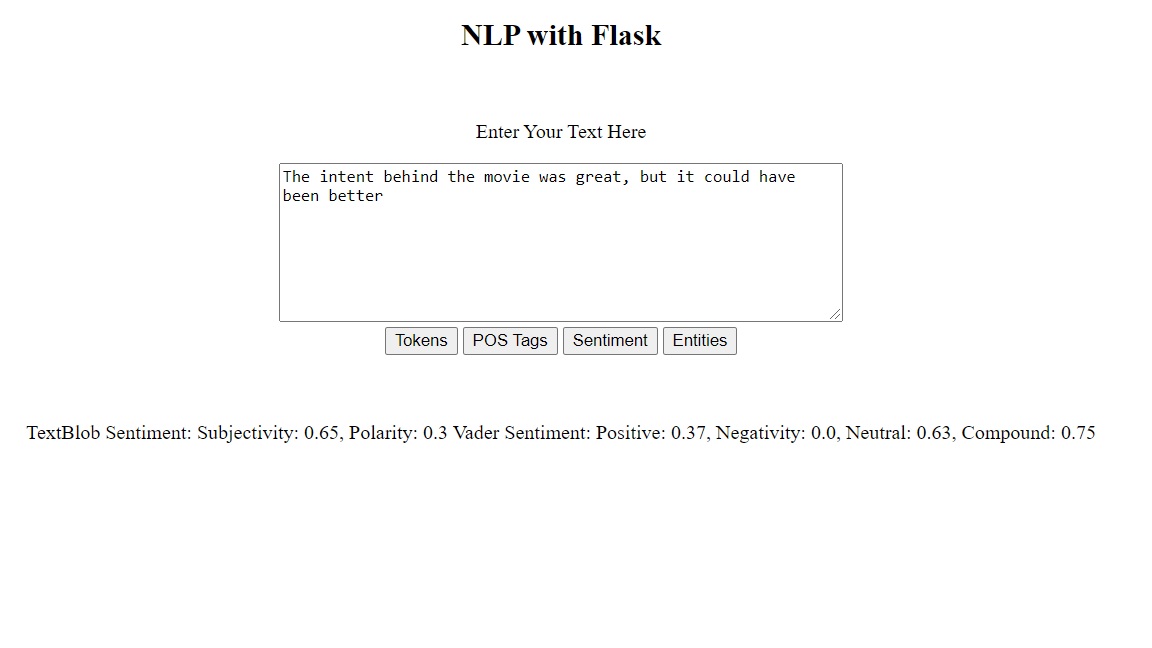 NLP with Flask
Enter Your Text Here
The intent behind the movie was great, but it could have
been better
Tokens POS Tags Sentiment Entities
TextBlob Sentiment: Subjectivity: 0.65, Polarity: 0.3 Vader Sentiment: Positive: 0.37, Negativity: 0.0, Neutral: 0.63, Compound: 0.75